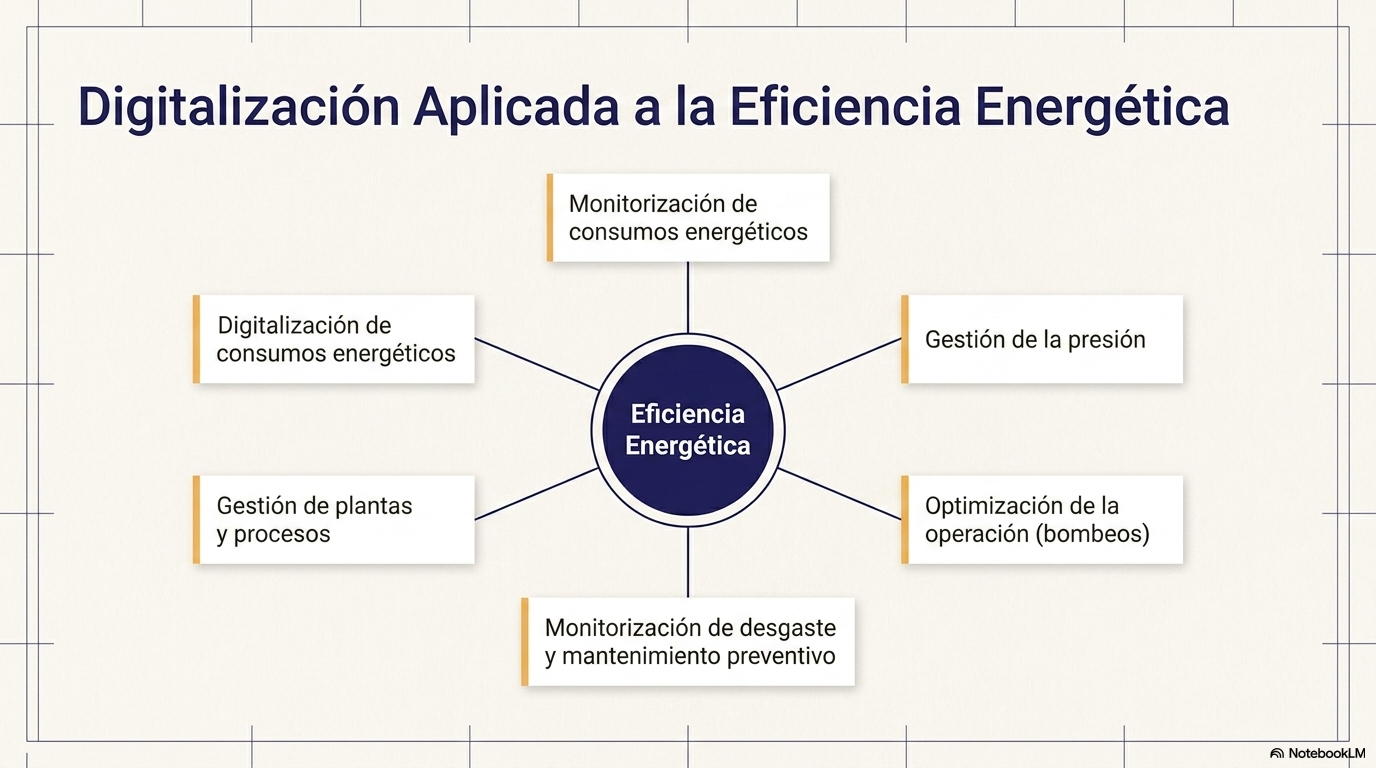 Digitalización Aplicada a la Eficiencia Energética
Monitorización de
consumos energéticos
Digitalización de
consumos energéticos
Gestión de la presión
Eficiencia
Energética
Gestión de plantas
y procesos
Optimización de la
operación (bombeos)
Monitorización de desgaste
y mantenimiento preventivo
NotebookLM